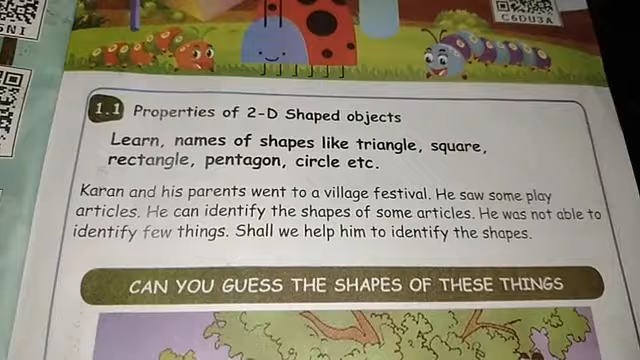 C6DU3A
1.1 Properties of 2-D Shaped objects
Learn, names of shapes like triangle, square,
rectangle, pentagon, circle etc.
Karan and his parents went to a village festival. He saw some play
articles. He can identify the shapes of some articles. He was not able to
identify few things. Shall we help him to identify the shapes.
CAN YOU GUESS THE SHAPES OF THESE THINGS